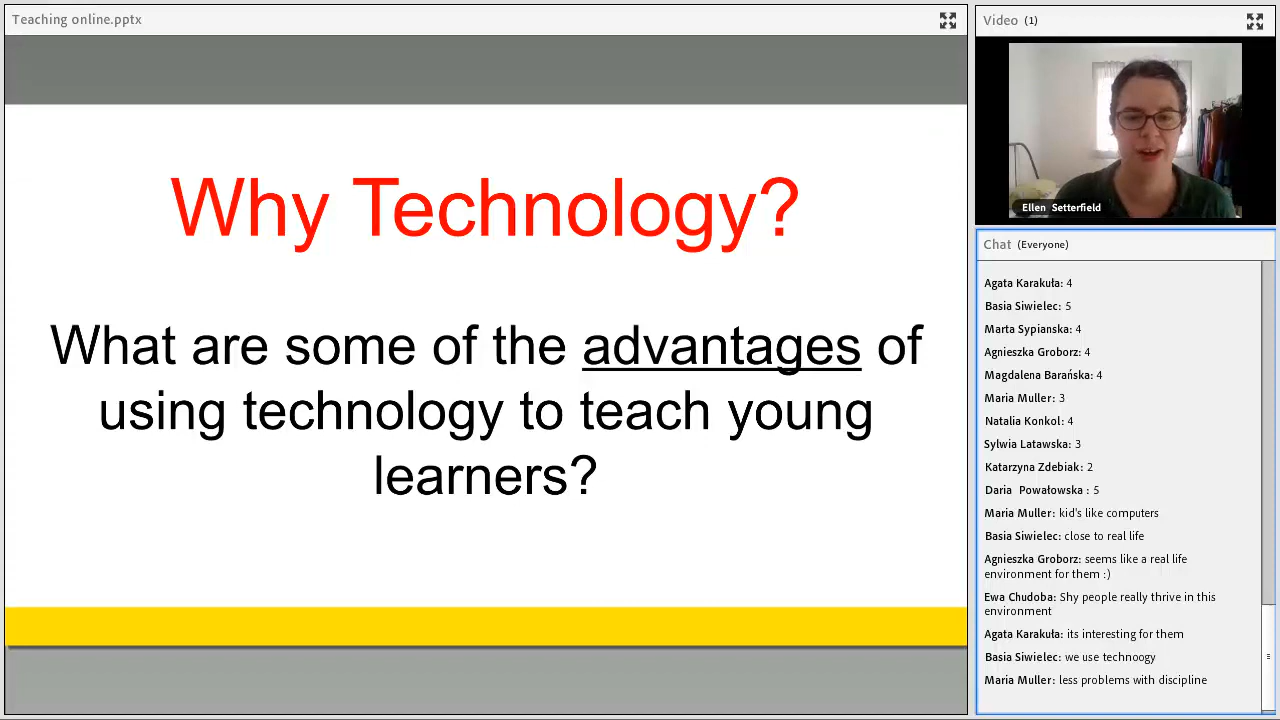 Teaching online.pptx
Why Technology?
What are some of the advantages of
using technology to teach young
learners?
Video (1)
Ellen Setterfield
Chat (Everyone)
Agata Karakuła: 4
Basia Siwielec: 5
Marta Sypianska: 4
Agnieszka Groborz: 4
Magdalena Barańska: 4
Maria Muller: 3
Natalia Konkol: 4
Sylwia Latawska: 3
Katarzyna Zdebiak: 2
Daria Powałowska : 5
Maria Muller: kid's like computers
Basia Siwielec: close to real life
Agnieszka Groborz: seems like a real life
environment for them :)
Ewa Chudoba: Shy people really thrive in this
environment
Agata Karakuła: its interesting for them
Basia Siwielec: we use technoogy
Maria Muller: less problems with discipline